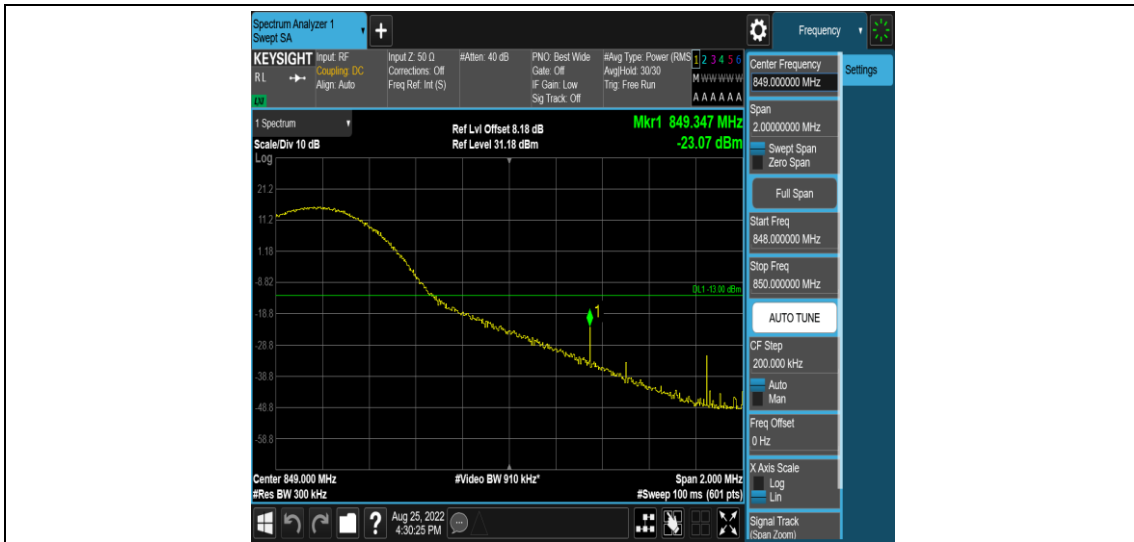 Spectrum Analyzer 1
Swept SA
Frequency
KEYSIGHT
RL
LXI
Input: RF
Coupling: DC
Align: Auto
Input Z: 50 Ω
Corrections: Off
Freq Ref: Int (S)
#Atten: 40 dB
PNO: Best Wide
Gate: Off
IF Gain: Low
Sig Track: Off
#Avg Type: Power (RMS
Avg|Hold: 30/30
Trig: Free Run
1 2 3 4 5 6
M W W W W W
A A A A A A
1 Spectrum
Scale/Div 10 dB
Log
Ref Lvl Offset 8.18 dB
Ref Level 31.18 dBm
Mkr1 849.347 MHz
-23.07 dBm
21.2
11.2
1.18
-8.82
-18.8
-28.8
-38.8
-48.8
-58.8
DL1 -13.00 dBm
1
Center 849.000 MHz
#Res BW 300 kHz
#Video BW 910 kHz*
Span 2.000 MHz
#Sweep 100 ms (601 pts)
Center Frequency
849.000000 MHz
Settings
Span
2.00000000 MHz
Swept Span
Zero Span
Full Span
Start Freq
848.000000 MHz
Stop Freq
850.000000 MHz
AUTO TUNE
CF Step
200.000 kHz
Auto
Man
Freq Offset
0 Hz
X Axis Scale
Log
Lin
Signal Track
(Span Zoom)
?
Aug 25, 2022
4:30:25 PM